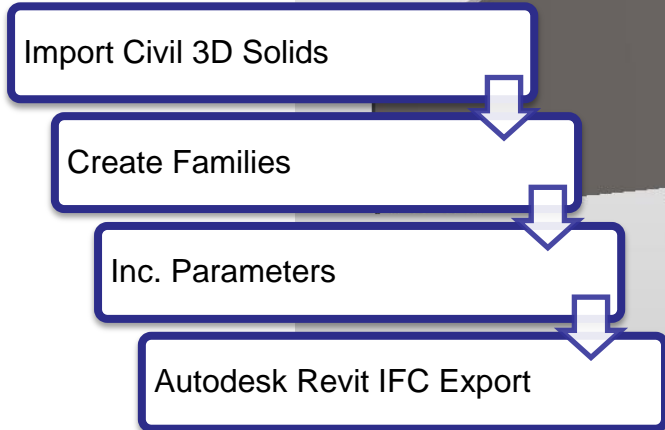 Import Civil 3D Solids
Create Families
Inc. Parameters
Autodesk Revit IFC Export